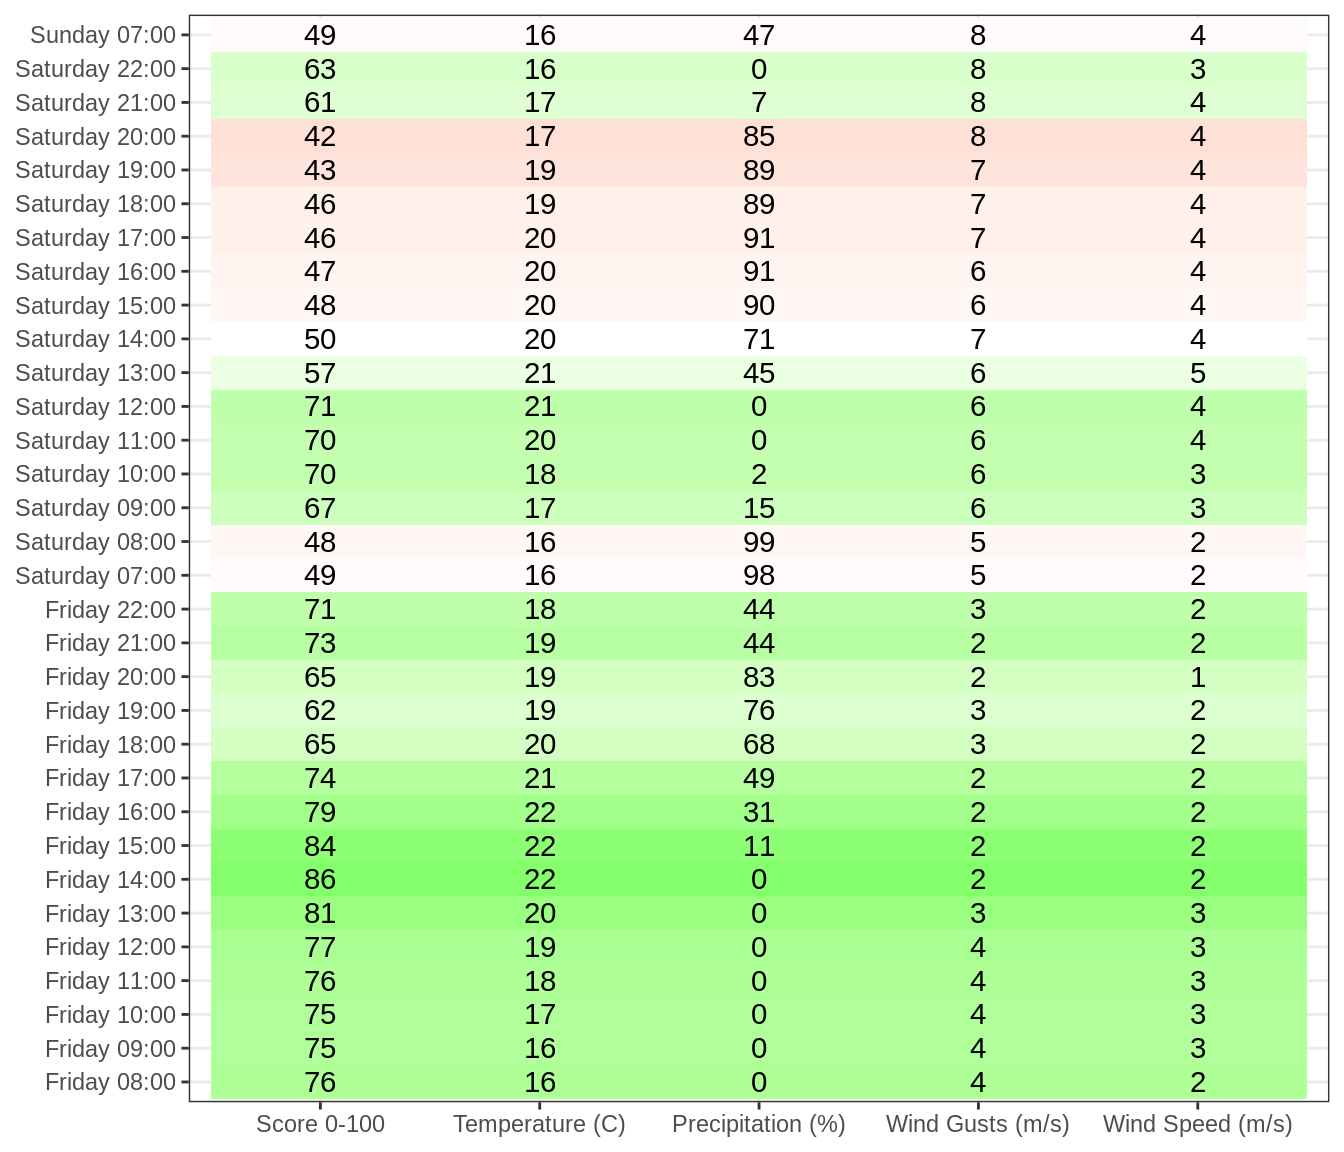 Sunday 07:00 49 16 47 8 4
Saturday 22:00 63 16 0 8 3
Saturday 21:00 61 17 7 8 4
Saturday 20:00 42 17 85 8 4
Saturday 19:00 43 19 89 7 4
Saturday 18:00 46 19 89 7 4
Saturday 17:00 46 20 91 7 4
Saturday 16:00 47 20 91 6 4
Saturday 15:00 48 20 90 6 4
Saturday 14:00 50 20 71 7 4
Saturday 13:00 57 21 45 6 5
Saturday 12:00 71 21 0 6 4
Saturday 11:00 70 20 0 6 4
Saturday 10:00 70 18 2 6 3
Saturday 09:00 67 17 15 6 3
Saturday 08:00 48 16 99 5 2
Saturday 07:00 49 16 98 5 2
Friday 22:00 71 18 44 3 2
Friday 21:00 73 19 44 2 2
Friday 20:00 65 19 83 2 1
Friday 19:00 62 19 76 3 2
Friday 18:00 65 20 68 3 2
Friday 17:00 74 21 49 2 2
Friday 16:00 79 22 31 2 2
Friday 15:00 84 22 11 2 2
Friday 14:00 86 22 0 2 2
Friday 13:00 81 20 0 3 3
Friday 12:00 77 19 0 4 3
Friday 11:00 76 18 0 4 3
Friday 10:00 75 17 0 4 3
Friday 09:00 75 16 0 4 3
Friday 08:00 76 16 0 4 2
Score 0-100 Temperature (C) Precipitation (%) Wind Gusts (m/s) Wind Speed (m/s)